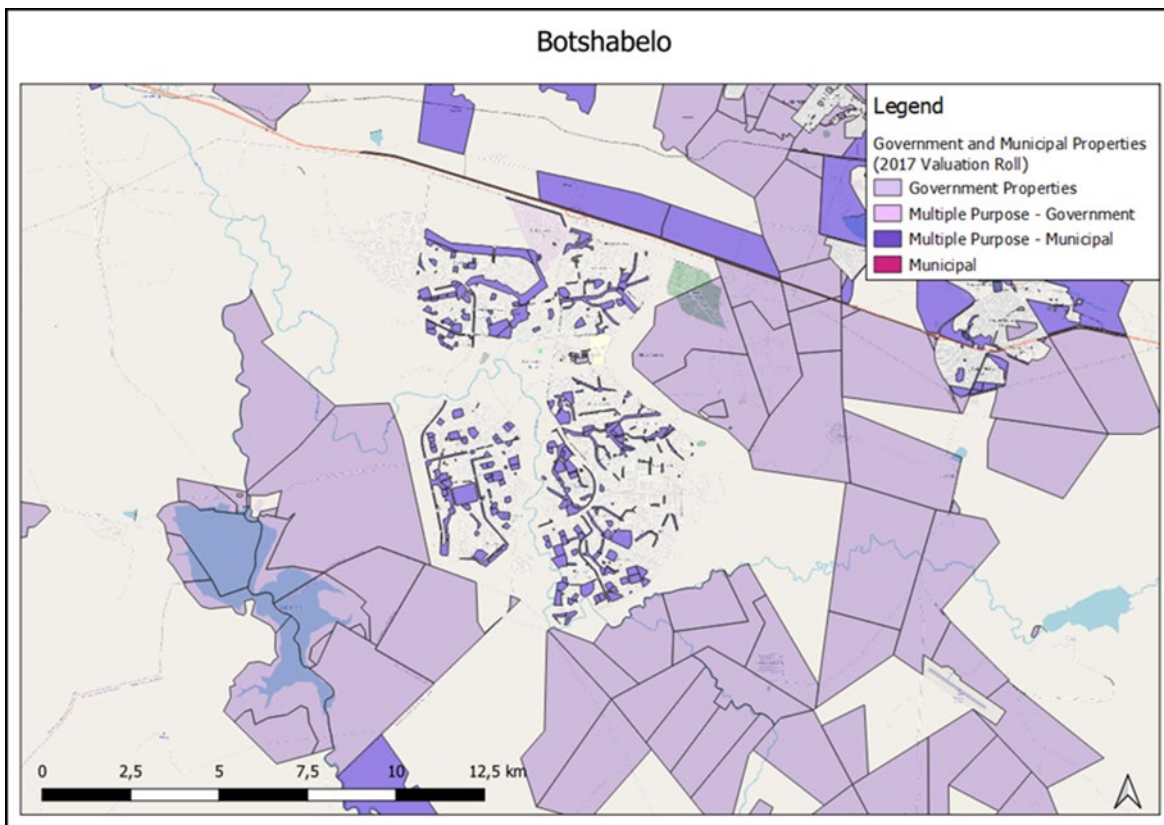 Botshabelo
Legend
Government and Municipal Properties
(2017 Valuation Roll)
Government Properties
Multiple Purpose - Government
Multiple Purpose - Municipal
Municipal
0 2,5 5 7,5 10 12,5 km